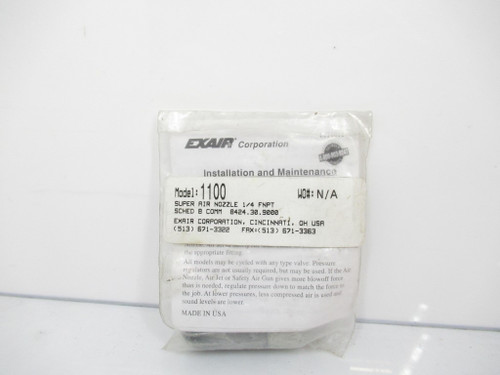 EXAIR Corporation
Installation and Maintenance
Model: 1100 WO#: N/A
SUPER AIR NOZZLE 1/4 FNPT
SCHED B COMM 8424.30.9000
EXAIR CORPORATION, CINCINNATI, OH USA
(513) 671-3322 FAX:(513) 671-3363
the appropriate fitting.
All models may be cycled with any type valve. Pressure
regulators are not usually required, but may be used. If the Air
Nozzle, Air Jet or Safety Air Gun gives more blowoff force
than is needed, regulate pressure down to match the force to
the job. At lower pressures, less compressed air is used and
sound levels are lower.
MADE IN USA